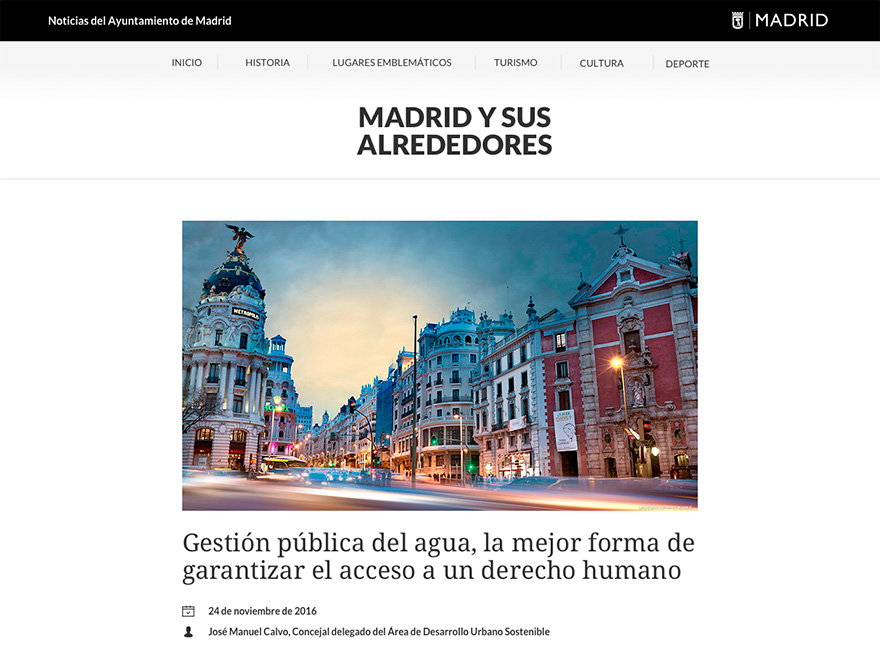 Noticias del Ayuntamiento de Madrid
MADRID
INICIO
HISTORIA
LUGARES EMBLEMÁTICOS
TURISMO
CULTURA
DEPORTE
MADRID Y SUS
ALREDEDORES
METROPOLIS
Gestión pública del agua, la mejor forma de
garantizar el acceso a un derecho humano
24 de noviembre de 2016
José Manuel Calvo, Concejal delegado del Área de Desarrollo Urbano Sostenible